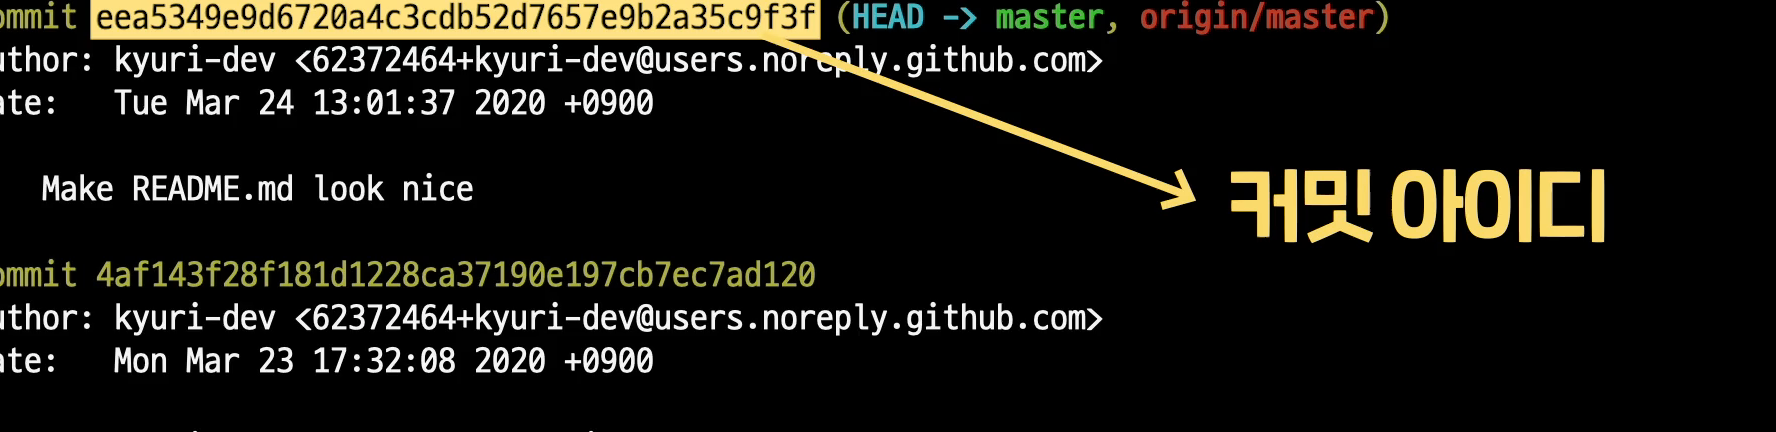 ommit eea5349e9d6720a4c3cdb52d7657e9b2a35c9f3f (HEAD -> master, origin/master)
uthor: kyuri-dev <62372464+kyuri-dev@users.noreply.github.com>
ate: Tue Mar 24 13:01:37 2020 +0900
Make README.md look nice
커밋 아이디
ommit 4af143f28f181d1228ca37190e197cb7ec7ad120
uthor: kyuri-dev <62372464+kyuri-dev@users.noreply.github.com>
ate: Mon Mar 23 17:32:08 2020 +0900